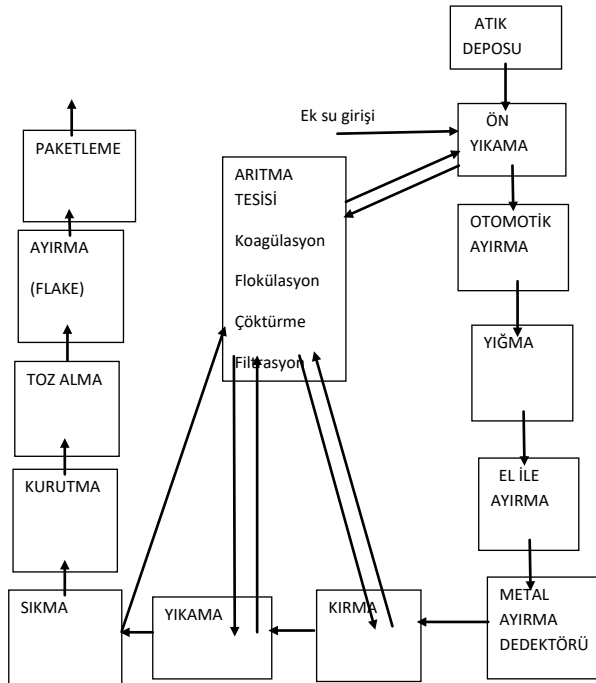 ATIK
DEPOSU
Ek su girişi
ÖN
YIKAMA
PAKETLEME
ARITMA
TESİSİ
Koagülasyon
Flokülasyon
Çöktürme
Filtrasyon
OTOMOTİK
AYIRMA
AYIRMA
(FLAKE)
YIĞMA
TOZ ALMA
EL İLE
AYIRMA
KURUTMA
SIKMA
YIKAMA
KIRMA
METAL
AYIRMA
DEDEKTÖRÜ